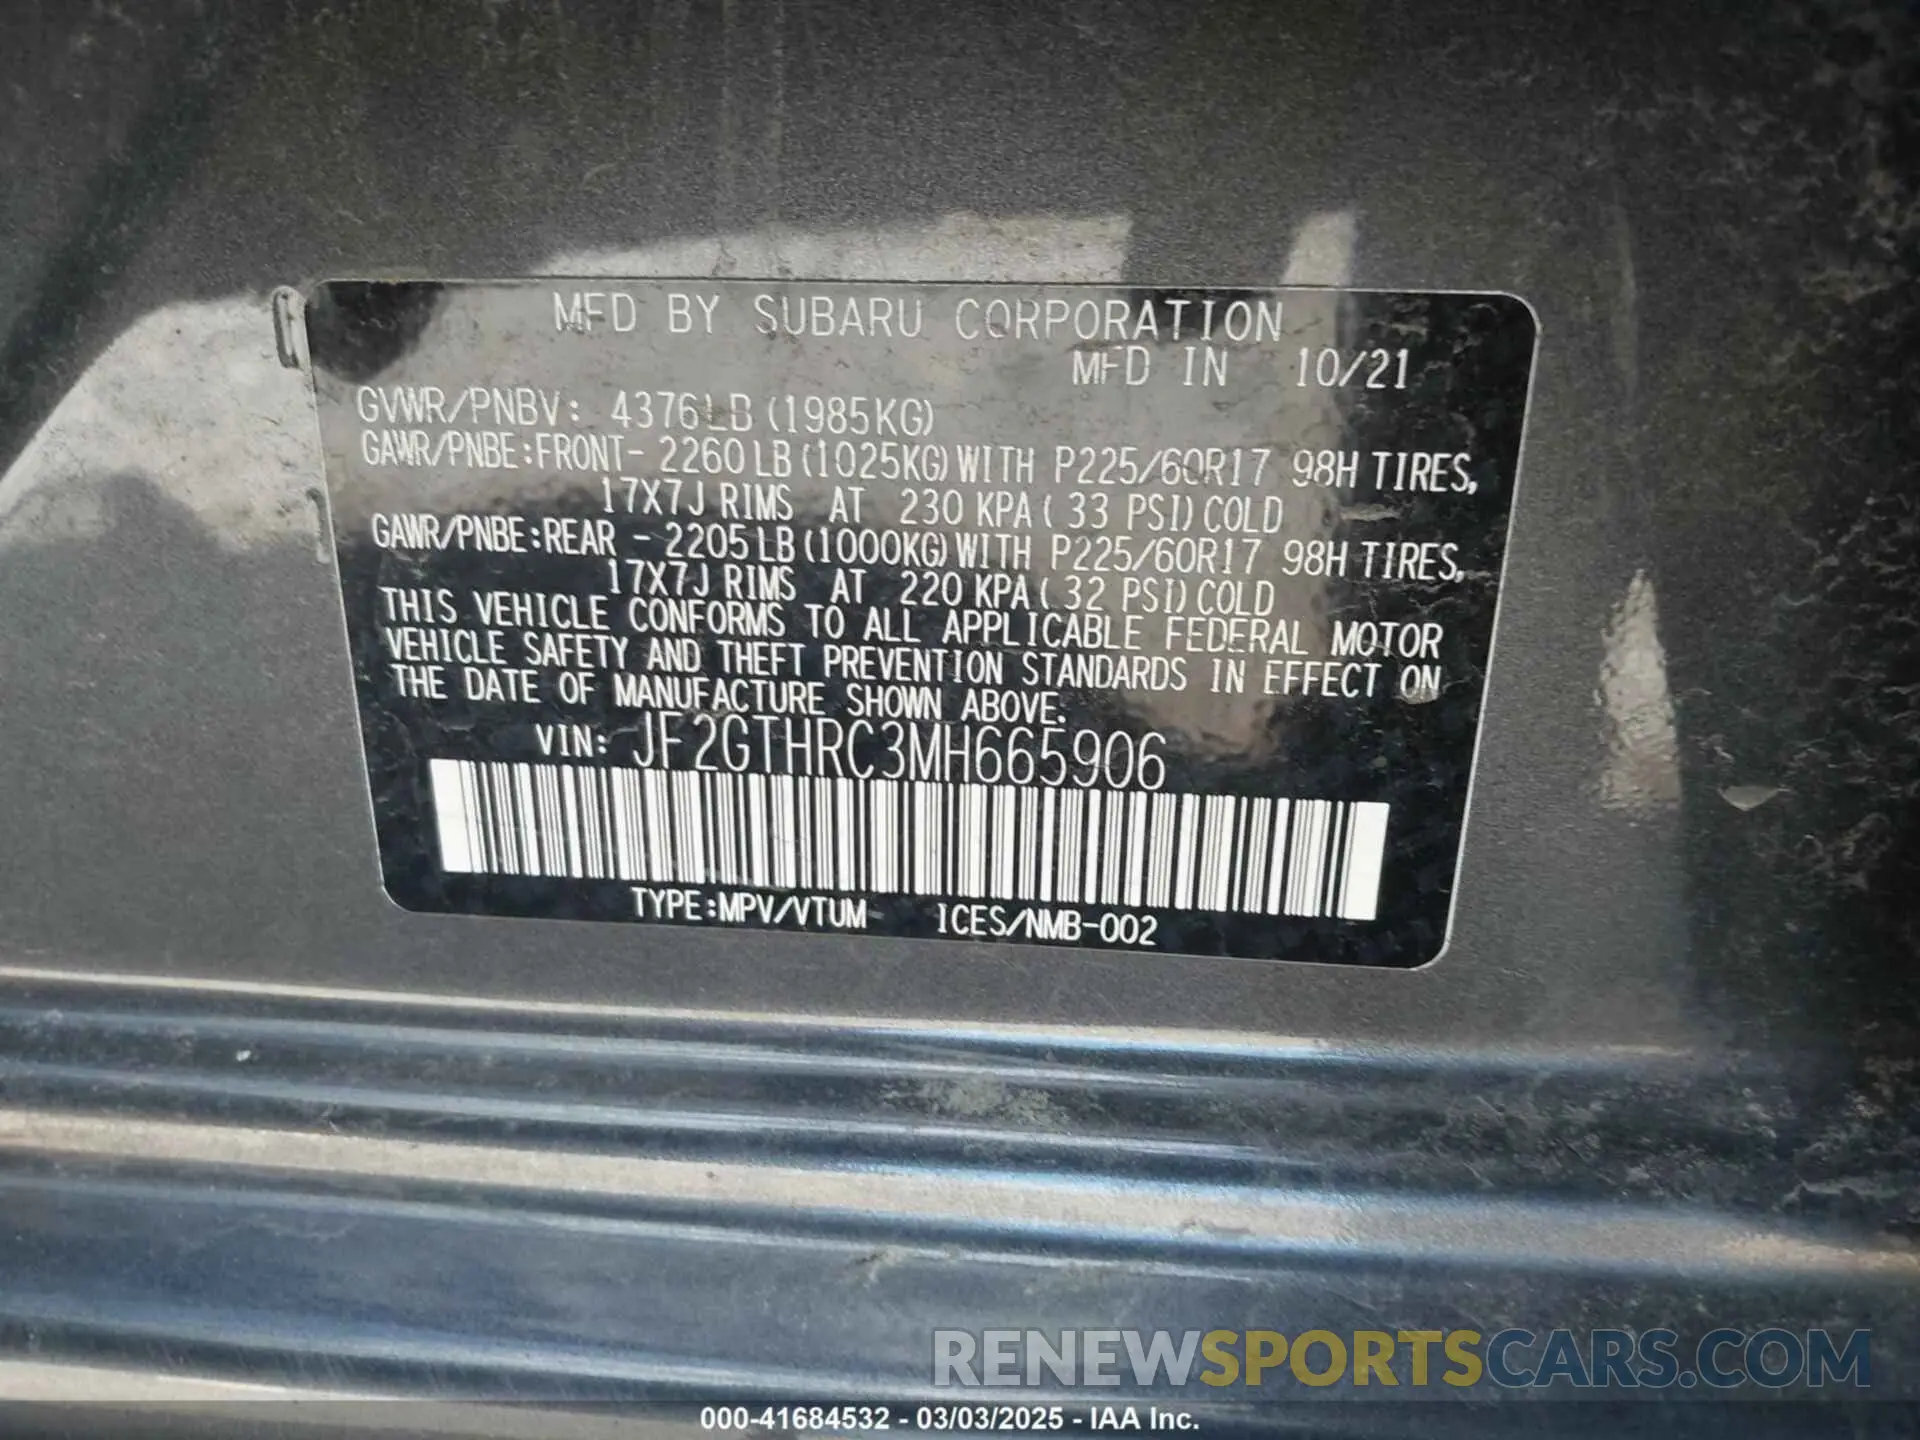 MFD BY SUBARU CORPORATION
MFD IN 10/21
GVWR/PNBV: 4376LB (1985KG)
GAWR/PNBE:FRONT- 2260LB (1025KG) WITH P225/60R17 98H TIRES,
17X7J RIMS AT 230 KPA ( 33 PSI) COLD
GAWR/PNBE:REAR - 2205LB (1000KG) WITH P225/60R17 98H TIRES,
17X7J RIMS AT 220 KPA ( 32 PSI) COLD
THIS VEHICLE CONFORMS TO ALL APPLICABLE FEDERAL MOTOR
VEHICLE SAFETY AND THEFT PREVENTION STANDARDS IN EFFECT ON
THE DATE OF MANUFACTURE SHOWN ABOVE.
VIN: JF2GTHRC3MH665906
TYPE:MPV/VTUM ICES/NMB-002
RENEWSPORTSCARS.COM
000-41684532 - 03/03/2025 - IAA Inc.